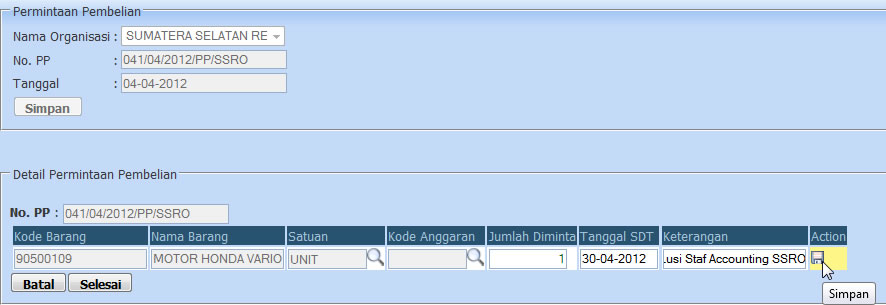 Permintaan Pembelian
Nama Organisasi : SUMATERA SELATAN RE
No. PP : 041/04/2012/PP/SSRO
Tanggal : 04-04-2012
Simpan
Detail Permintaan Pembelian
No. PP : 041/04/2012/PP/SSRO
Kode Barang Nama Barang Satuan Kode Anggaran Jumlah Diminta Tanggal SDT Keterangan Action
90500109 MOTOR HONDA VARIO UNIT 1 30-04-2012 Lusi Staf Accounting SSRO
Batal Selesai
Simpan